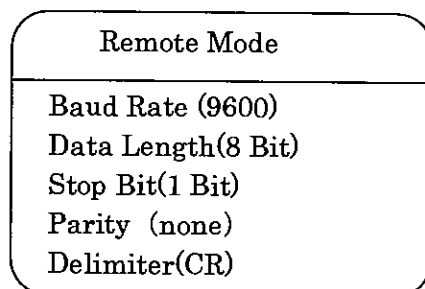 Remote Mode
Baud Rate (9600)
Data Length(8 Bit)
Stop Bit(1 Bit)
Parity (none)
Delimiter(CR)